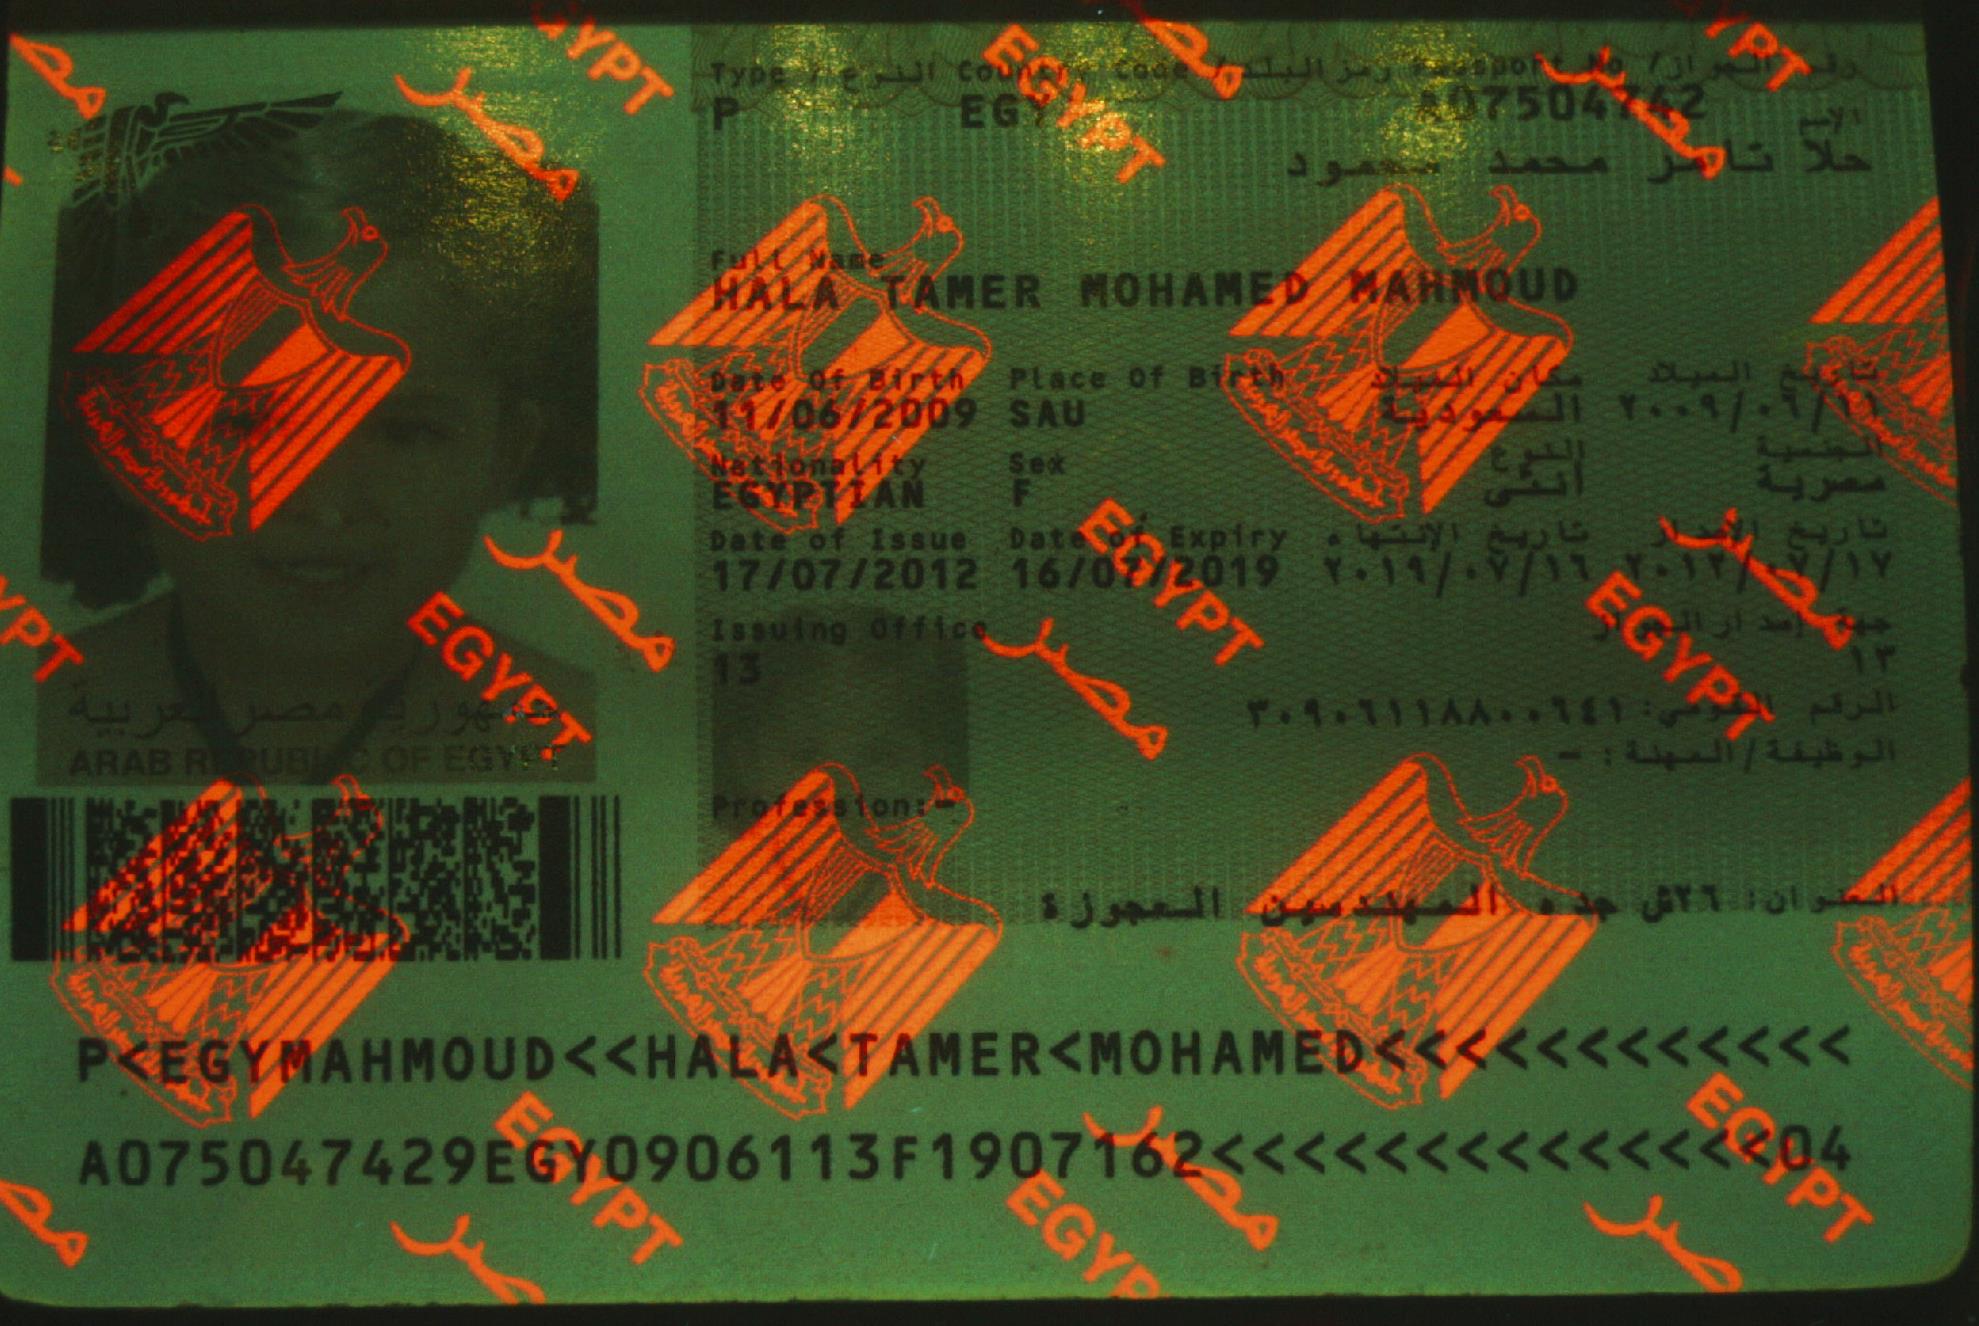 Type / النوع Country Code / رمز البلد Passport No / رقم الجواز
P EGY A07504742
حلا تامر محمد محمود
Full Name
HALA TAMER MOHAMED MAHMOUD
Date Of Birth Place Of Birth مكان الميلاد تاريخ الميلاد
11/06/2009 SAU السعودية ٢٠٠٩/٠٦/١١
Nationality Sex النوع الجنسية
EGYPTIAN F أنثى مصرية
Date of Issue Date of Expiry تاريخ الإنتهاء تاريخ الإصدار
17/07/2012 16/07/2019 ٢٠١٩/٠٧/١٦ ٢٠١٢/٠٧/١٧
Issuing Office جهة إصدار الجواز
13 ١٣
الرقم القومي: ٣٠٩٠٦١١٨٨٠٠٦٤١
الوظيفة/المهنة: -
جمهورية مصر العربية
ARAB REPUBLIC OF EGYPT
Profession:-
العنوان: ٢٦ش جده المهندسين العجوزة
P<EGYMAHMOUD<<HALA<TAMER<MOHAMED<<<<<<<<<<<<
A075047429EGY0906113F1907162<<<<<<<<<<<<<<04
EGYPT
مصر